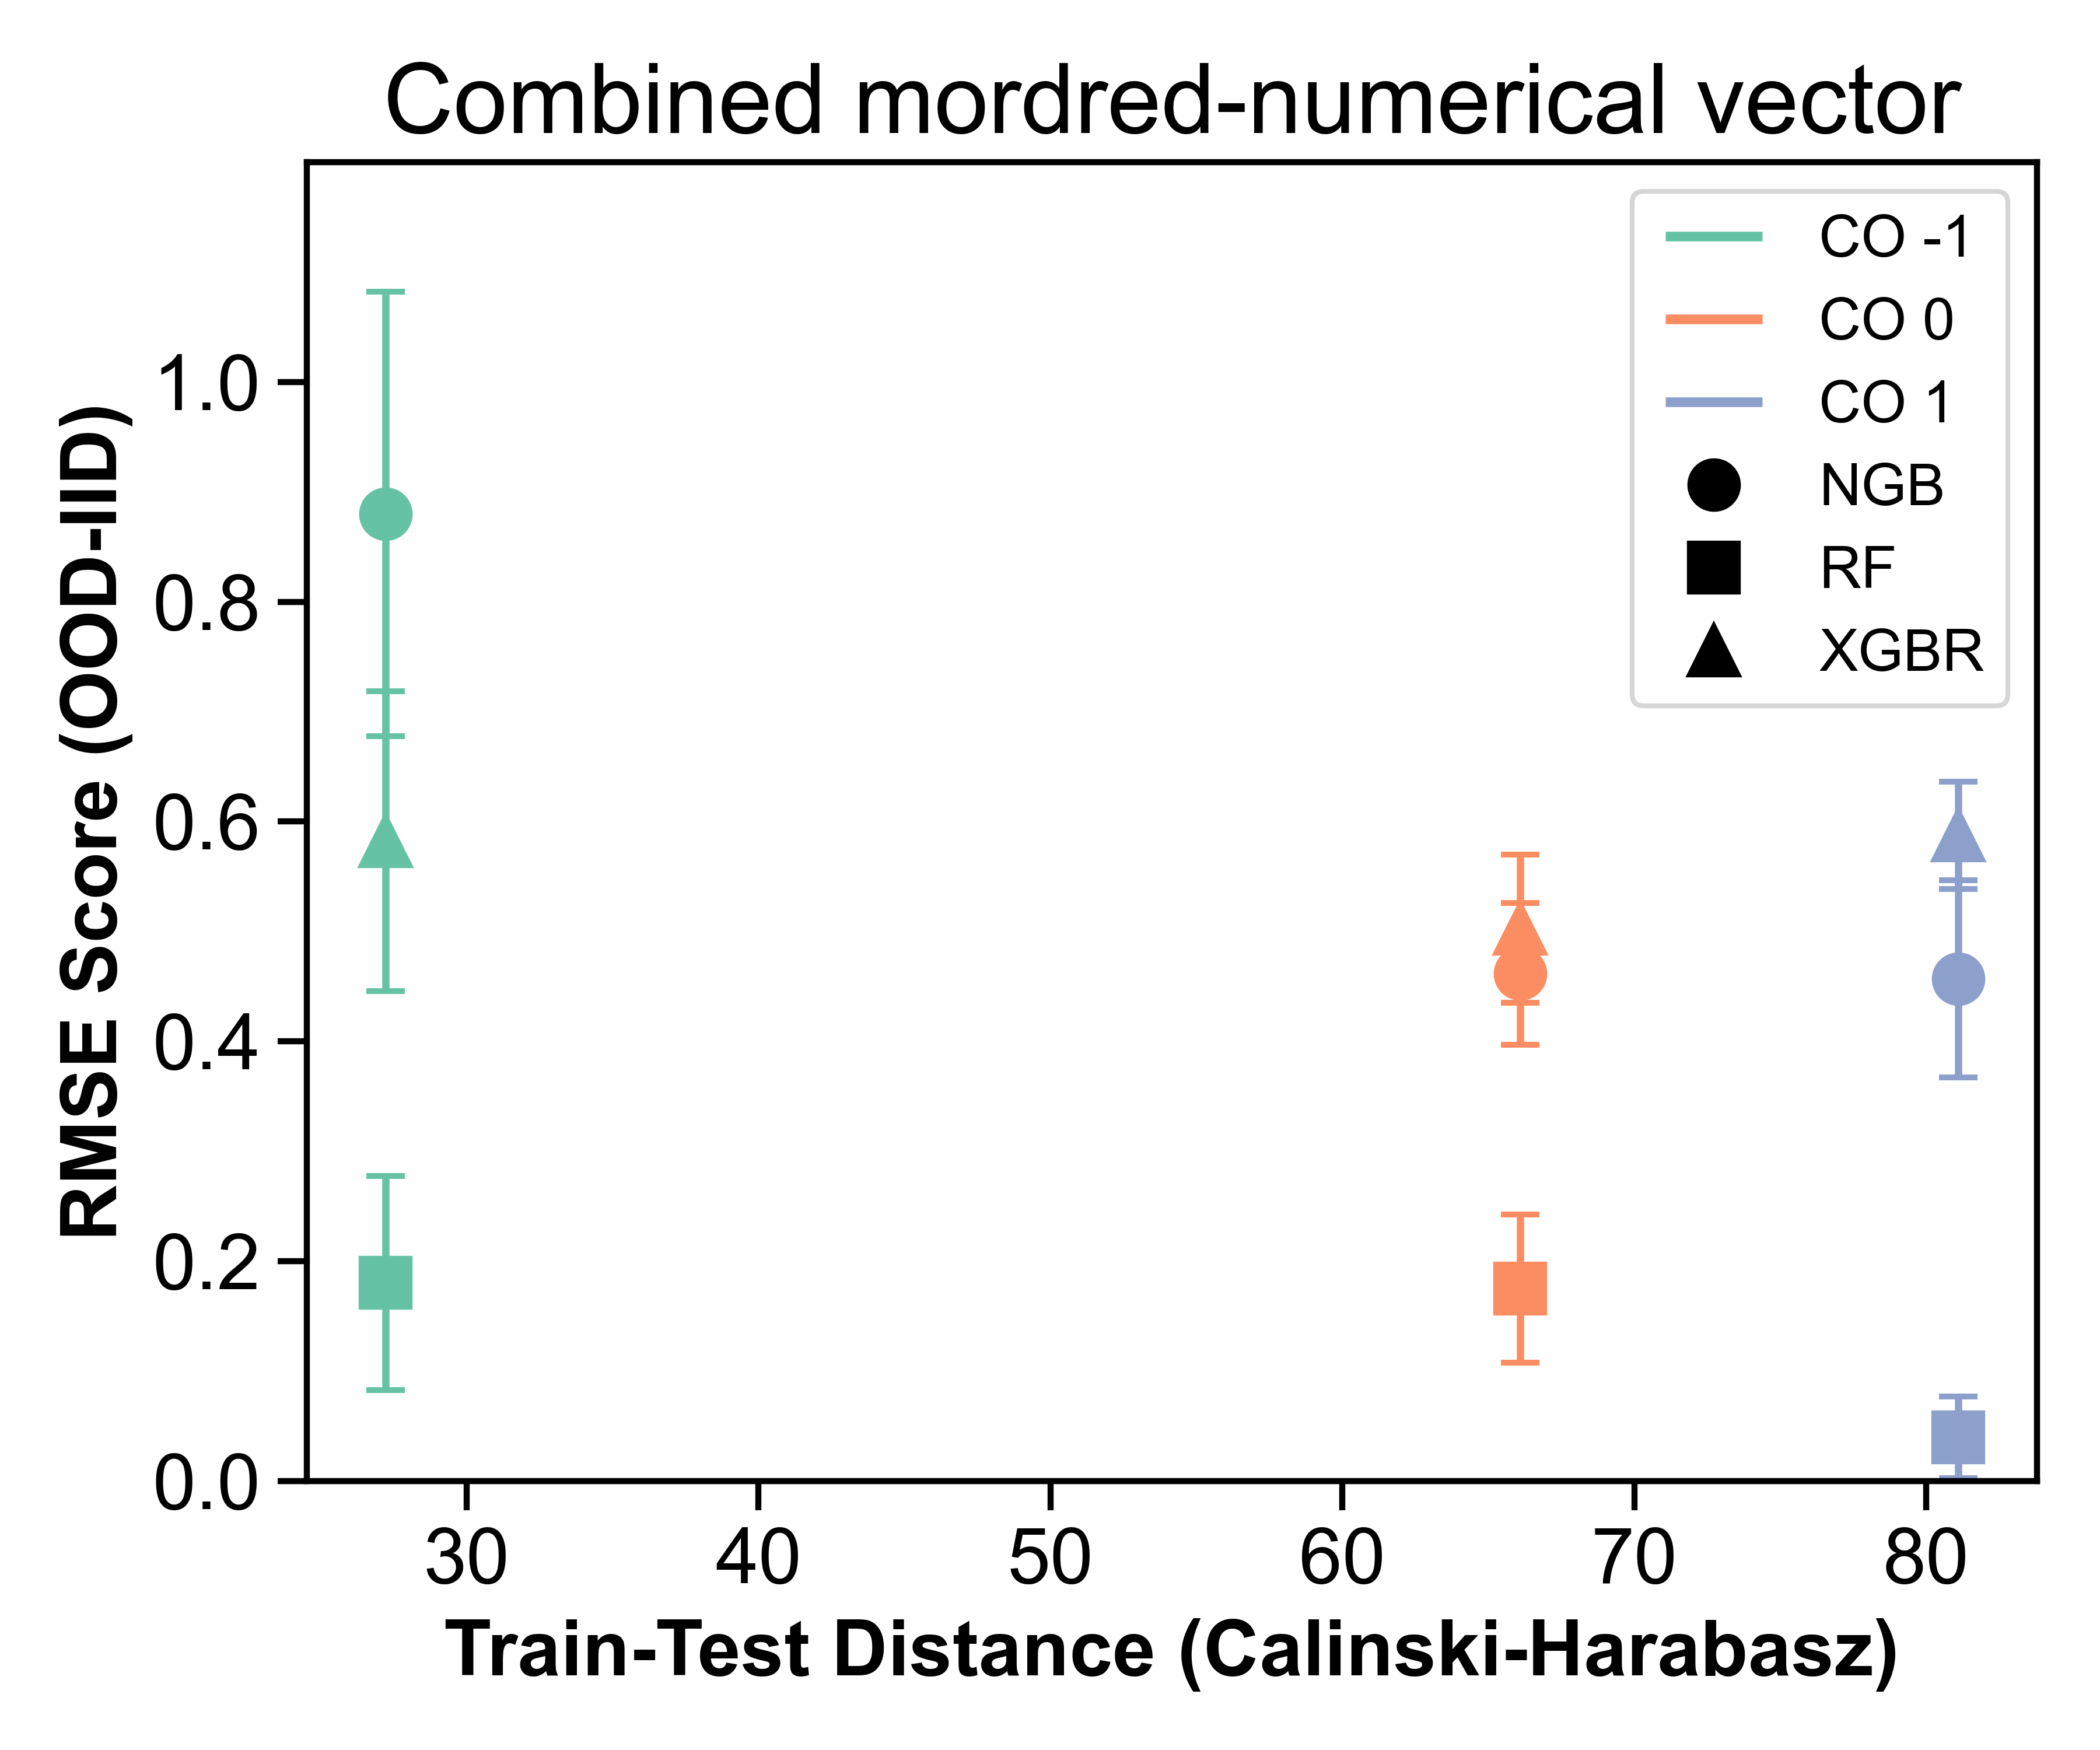 Combined mordred-numerical vector
CO -1
CO 0
CO 1
NGB
RF
XGBR
RMSE Score (OOD-IID)
1.0
0.8
0.6
0.4
0.2
0.0
30 40 50 60 70 80
Train-Test Distance (Calinski-Harabasz)